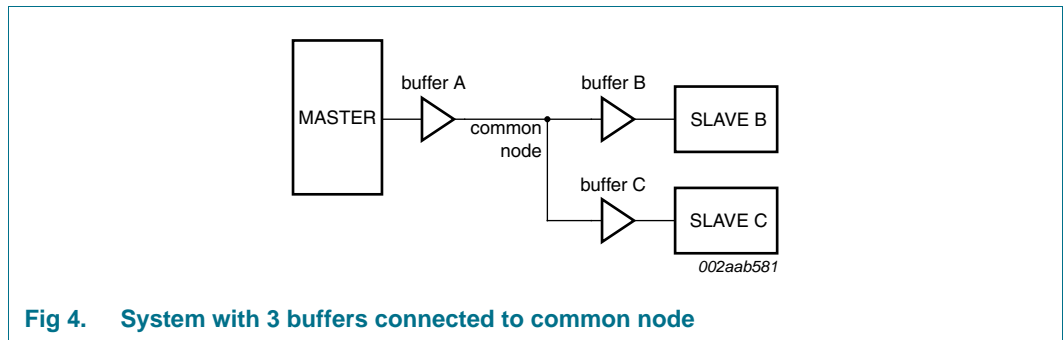 buffer A
buffer B
MASTER
SLAVE B
common
node
buffer C
SLAVE C
002aab581
Fig 4. System with 3 buffers connected to common node